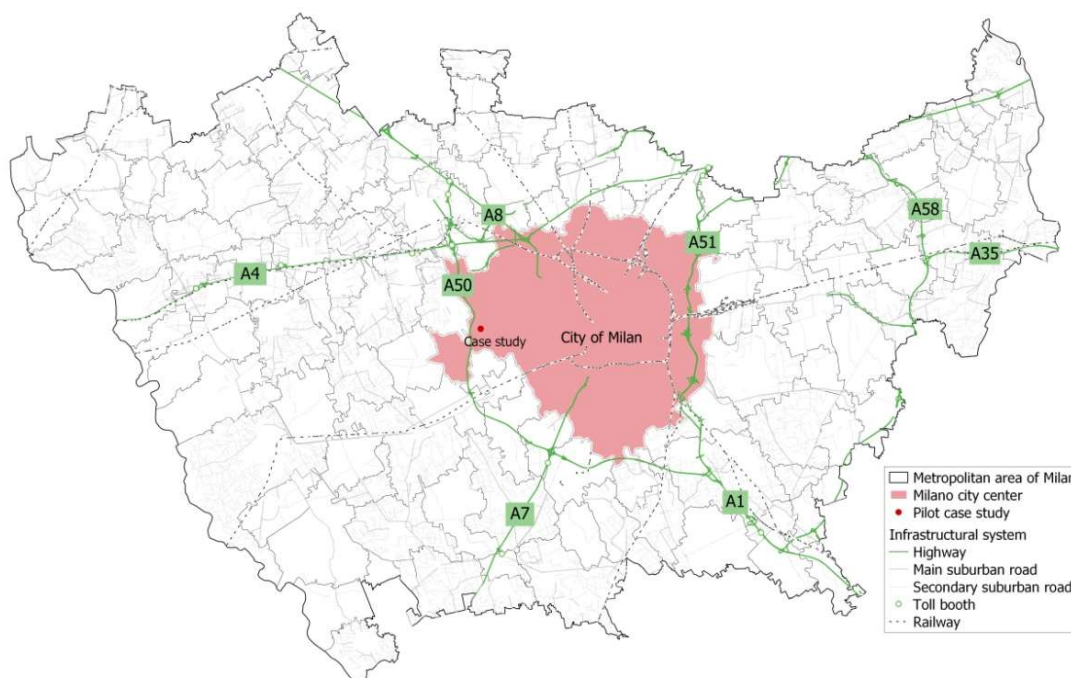 A8
A58
A51
A35
A4
A50
Case study
City of Milan
A7
A1
Metropolitan area of Milan
Milano city center
Pilot case study
Infrastructural system
Highway
Main suburban road
Secondary suburban road
Toll booth
Railway